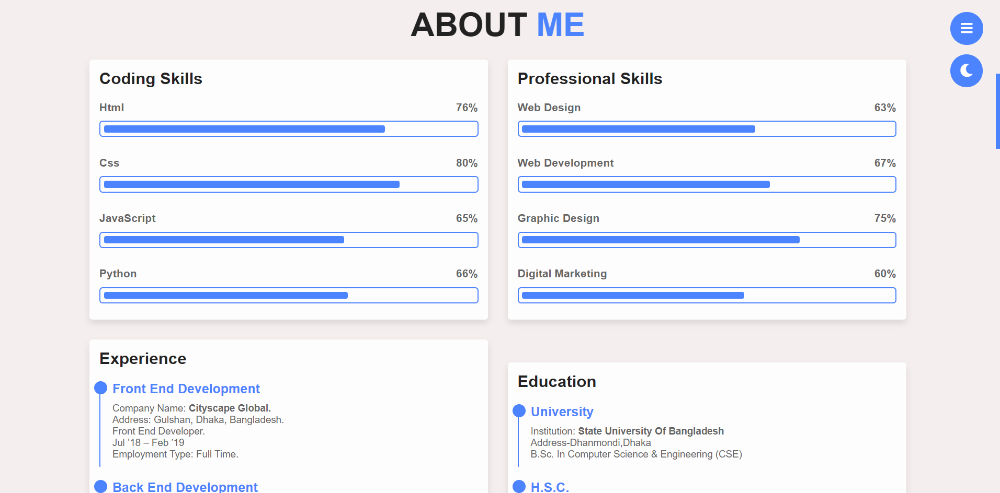 ABOUT ME
Coding Skills
Html 76%
Css 80%
JavaScript 65%
Python 66%
Professional Skills
Web Design 63%
Web Development 67%
Graphic Design 75%
Digital Marketing 60%
Experience
Front End Development
Company Name: Cityscape Global.
Address: Gulshan, Dhaka, Bangladesh.
Front End Developer.
Jul ’18 – Feb ’19
Employment Type: Full Time.
Back End Development
Education
University
Institution: State University Of Bangladesh
Address-Dhanmondi,Dhaka
B.Sc. In Computer Science & Engineering (CSE)
H.S.C.